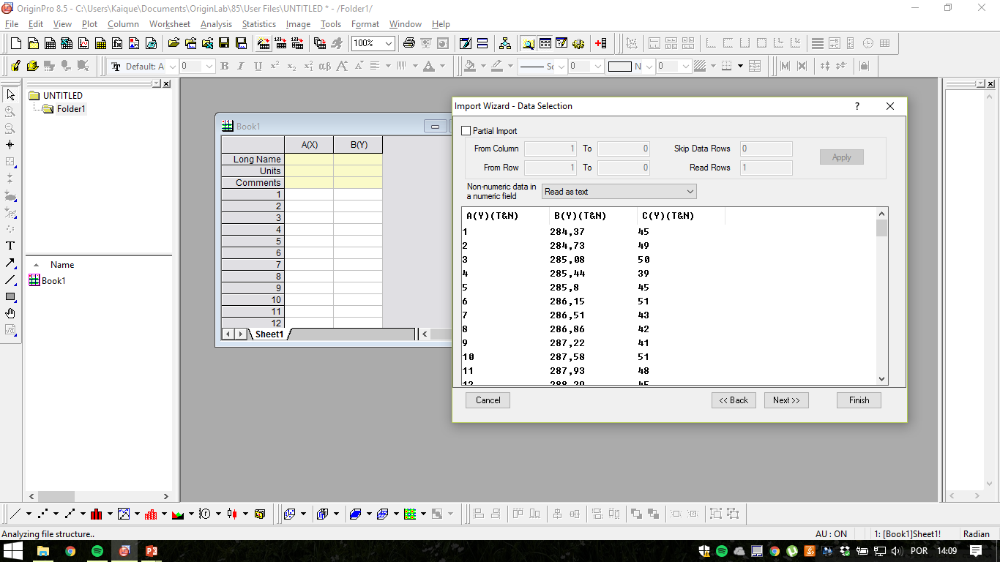 OriginPro 8.5 - C:\Users\Kaique\Documents\OriginLab\85\User Files\UNTITLED * - /Folder1/
File Edit View Plot Column Worksheet Analysis Statistics Image Tools Format Window Help
100%
Default: A 0 B I U x² x₂ αβ A A
0 N 0
UNTITLED
Folder1
Name
Book1
Book1
A(X) B(Y)
Long Name
Units
Comments
1
2
3
4
5
6
7
8
9
10
11
12
Sheet1
Import Wizard - Data Selection
Partial Import
From Column 1 To 0 Skip Data Rows 0
Apply
From Row 1 To 0 Read Rows 1
Non-numeric data in
a numeric field
Read as text
A(Y)(T&N) B(Y)(T&N) C(Y)(T&N)
1 284,37 45
2 284,73 49
3 285,08 50
4 285,44 39
5 285,8 45
6 286,15 51
7 286,51 43
8 286,86 42
9 287,22 41
10 287,58 51
11 287,93 48
Cancel << Back Next >> Finish
Analyzing file structure.. AU : ON 1: [Book1]Sheet1! Radian
POR 14:09